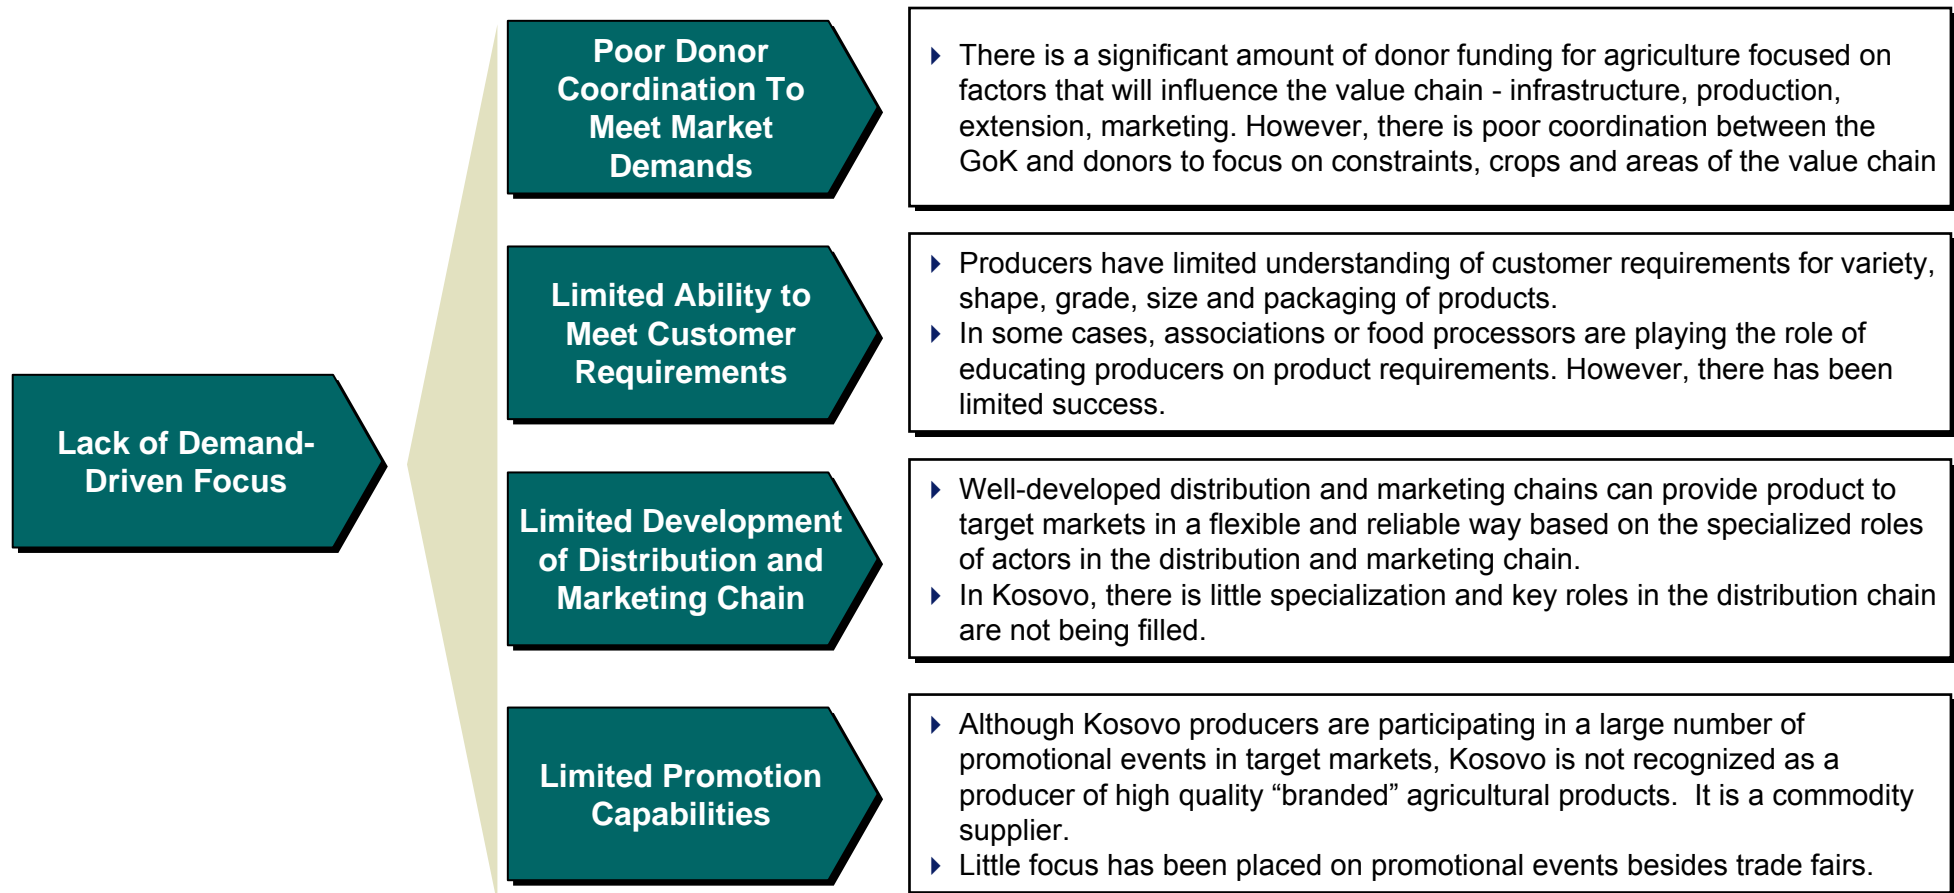 Lack of Demand-
Driven Focus
Poor Donor
Coordination To
Meet Market
Demands
There is a significant amount of donor funding for agriculture focused on
factors that will influence the value chain - infrastructure, production,
extension, marketing. However, there is poor coordination between the
GoK and donors to focus on constraints, crops and areas of the value chain
Limited Ability to
Meet Customer
Requirements
Producers have limited understanding of customer requirements for variety,
shape, grade, size and packaging of products.
In some cases, associations or food processors are playing the role of
educating producers on product requirements. However, there has been
limited success.
Limited Development
of Distribution and
Marketing Chain
Well-developed distribution and marketing chains can provide product to
target markets in a flexible and reliable way based on the specialized roles
of actors in the distribution and marketing chain.
In Kosovo, there is little specialization and key roles in the distribution chain
are not being filled.
Limited Promotion
Capabilities
Although Kosovo producers are participating in a large number of
promotional events in target markets, Kosovo is not recognized as a
producer of high quality “branded” agricultural products.  It is a commodity
supplier.
Little focus has been placed on promotional events besides trade fairs.